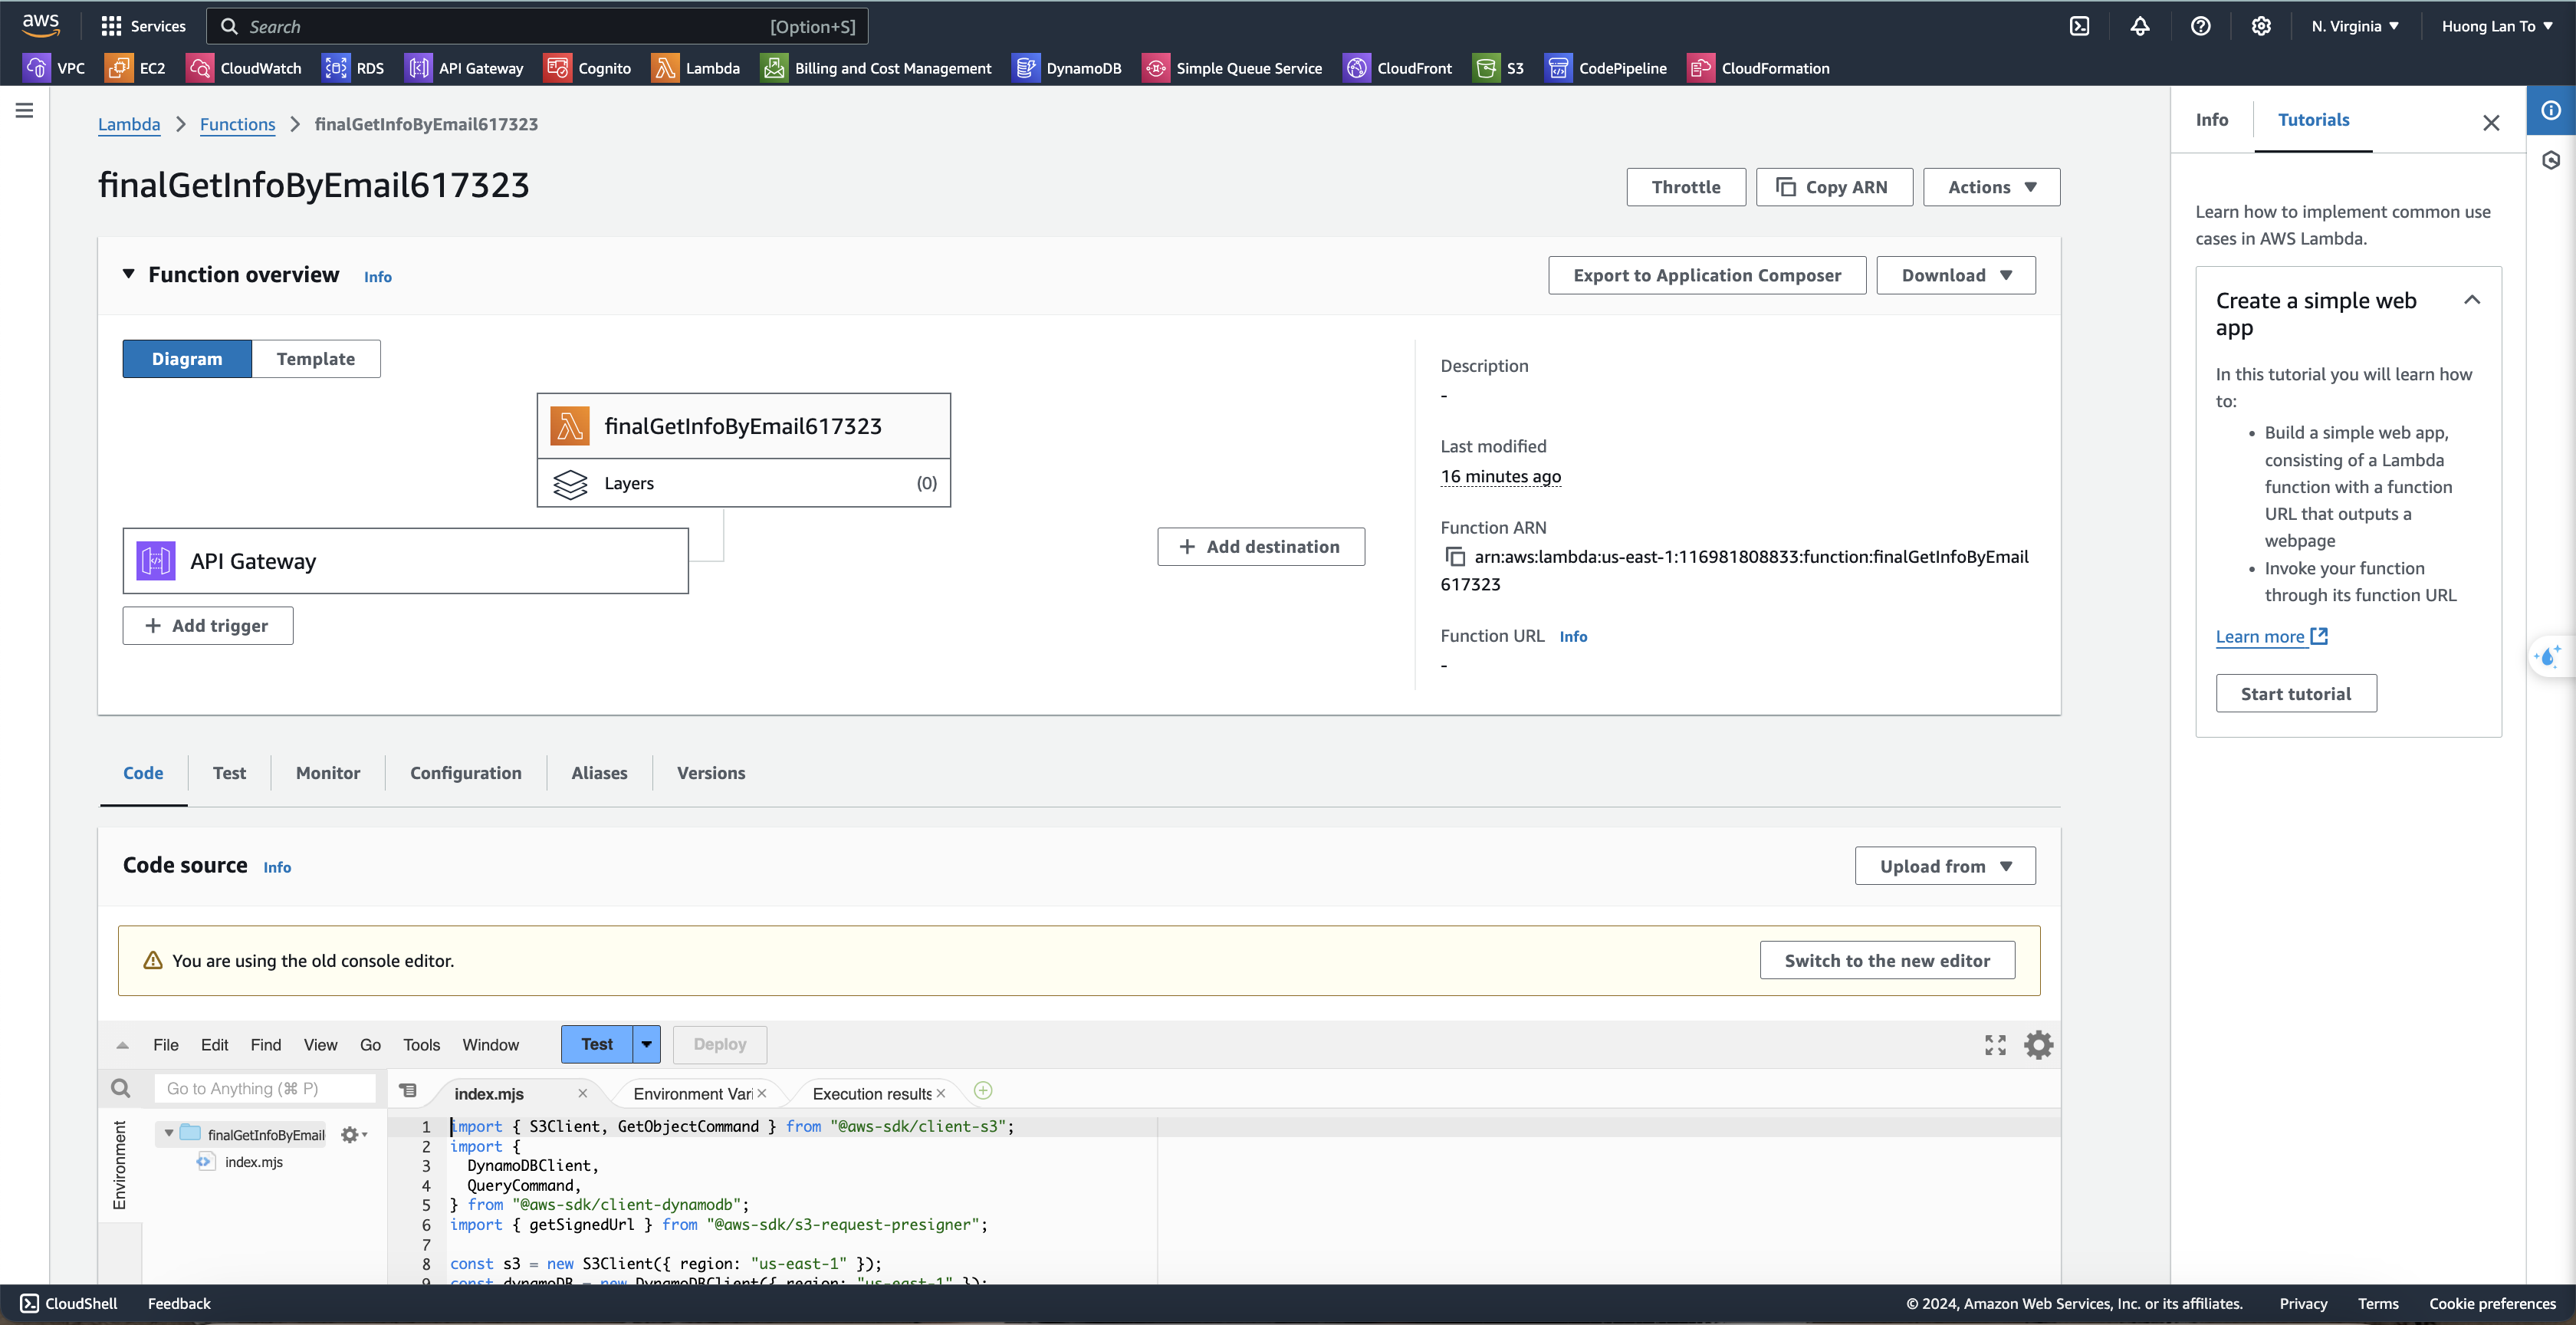 aws
Services
Search [Option+S]
N. Virginia
Huong Lan To
VPC EC2 CloudWatch RDS API Gateway Cognito Lambda Billing and Cost Management DynamoDB Simple Queue Service CloudFront S3 CodePipeline CloudFormation
Lambda > Functions > finalGetInfoByEmail617323
finalGetInfoByEmail617323
Throttle Copy ARN Actions
Function overview Info
Export to Application Composer Download
Diagram Template
finalGetInfoByEmail617323
Layers (0)
API Gateway
+ Add trigger
+ Add destination
Description
-
Last modified
16 minutes ago
Function ARN
arn:aws:lambda:us-east-1:116981808833:function:finalGetInfoByEmail
617323
Function URL Info
-
Code Test Monitor Configuration Aliases Versions
Code source Info
Upload from
You are using the old console editor.
Switch to the new editor
File Edit Find View Go Tools Window Test Deploy
Go to Anything (⌘ P)
index.mjs × Environment Vari × Execution results ×
Environment
finalGetInfoByEmail
index.mjs
1 import { S3Client, GetObjectCommand } from "@aws-sdk/client-s3";
2 import {
3 DynamoDBClient,
4 QueryCommand,
5 } from "@aws-sdk/client-dynamodb";
6 import { getSignedUrl } from "@aws-sdk/s3-request-presigner";
7
8 const s3 = new S3Client({ region: "us-east-1" });
9 const dynamoDB = new DynamoDBClient({ region: "us-east-1" });
Info Tutorials
Learn how to implement common use
cases in AWS Lambda.
Create a simple web
app
In this tutorial you will learn how
to:
• Build a simple web app,
consisting of a Lambda
function with a function
URL that outputs a
webpage
• Invoke your function
through its function URL
Learn more
Start tutorial
CloudShell Feedback
© 2024, Amazon Web Services, Inc. or its affiliates. Privacy Terms Cookie preferences